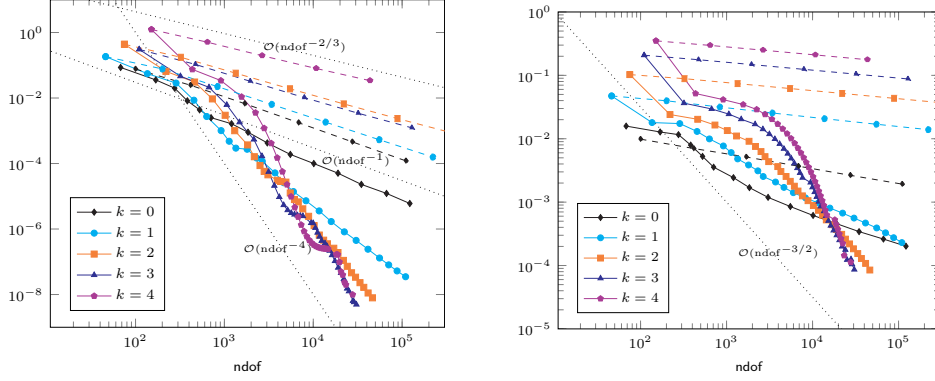 10^0
10^{-2}
10^{-4}
10^{-6}
10^{-8}
10^2
10^3
10^4
10^5
ndof
O(ndof^{-2/3})
O(ndof^{-1})
O(ndof^{-4})
k = 0
k = 1
k = 2
k = 3
k = 4
10^0
10^{-1}
10^{-2}
10^{-3}
10^{-4}
10^{-5}
10^2
10^3
10^4
10^5
ndof
O(ndof^{-3/2})
k = 0
k = 1
k = 2
k = 3
k = 4